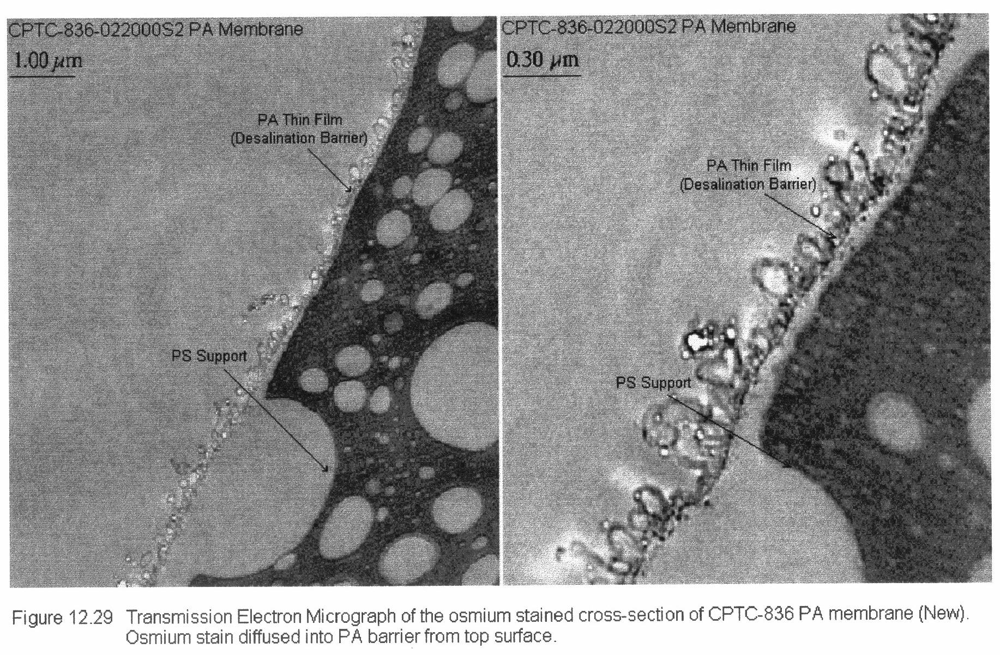 CPTC-836-022000S2 PA Membrane
1.00 µm
PA Thin Film
(Desalination Barrier)
PS Support
CPTC-836-022000S2 PA Membrane
0.30 µm
PA Thin Film
(Desalination Barrier)
PS Support
Figure 12.29 Transmission Electron Micrograph of the osmium stained cross-section of CPTC-836 PA membrane (New).
Osmium stain diffused into PA barrier from top surface.